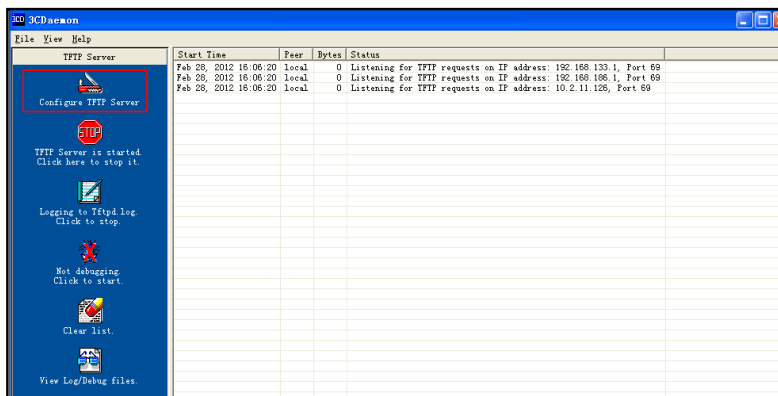 3CD 3CDaemon
File View Help
TFTP Server
Configure TFTP Server
STOP
TFTP Server is started.
Click here to stop it.
Logging to Tftpd.log.
Click to stop.
Not debugging.
Click to start.
Clear list.
View Log/Debug files.
Start Time Peer Bytes Status
Feb 28, 2012 16:06:20 local 0 Listening for TFTP requests on IP address: 192.168.133.1, Port 69
Feb 28, 2012 16:06:20 local 0 Listening for TFTP requests on IP address: 192.168.186.1, Port 69
Feb 28, 2012 16:06:20 local 0 Listening for TFTP requests on IP address: 10.2.11.126, Port 69